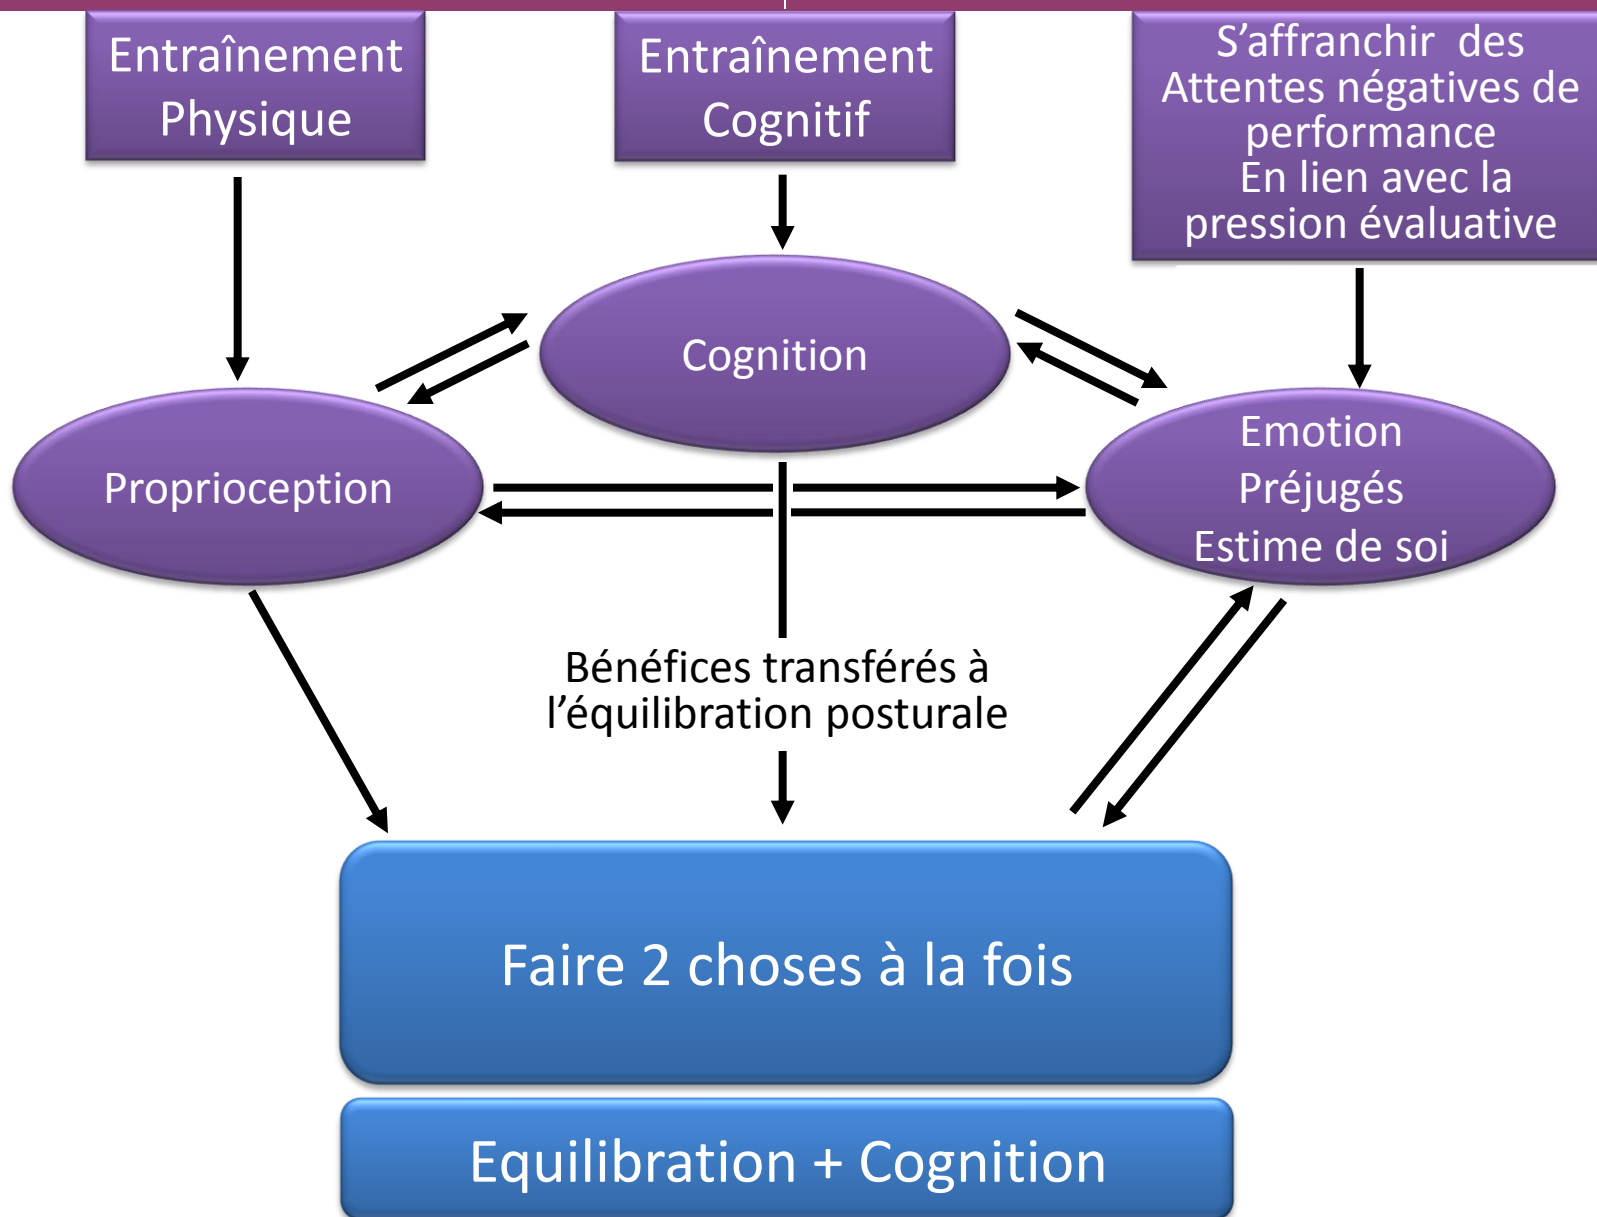 Entraînement
Physique
Entraînement
Cognitif
S’affranchir  des
Attentes négatives de
performance
En lien avec la
pression évaluative
Cognition
Proprioception
Emotion
Préjugés
Estime de soi
Bénéfices transférés à
l’équilibration posturale
Faire 2 choses à la fois
Equilibration + Cognition